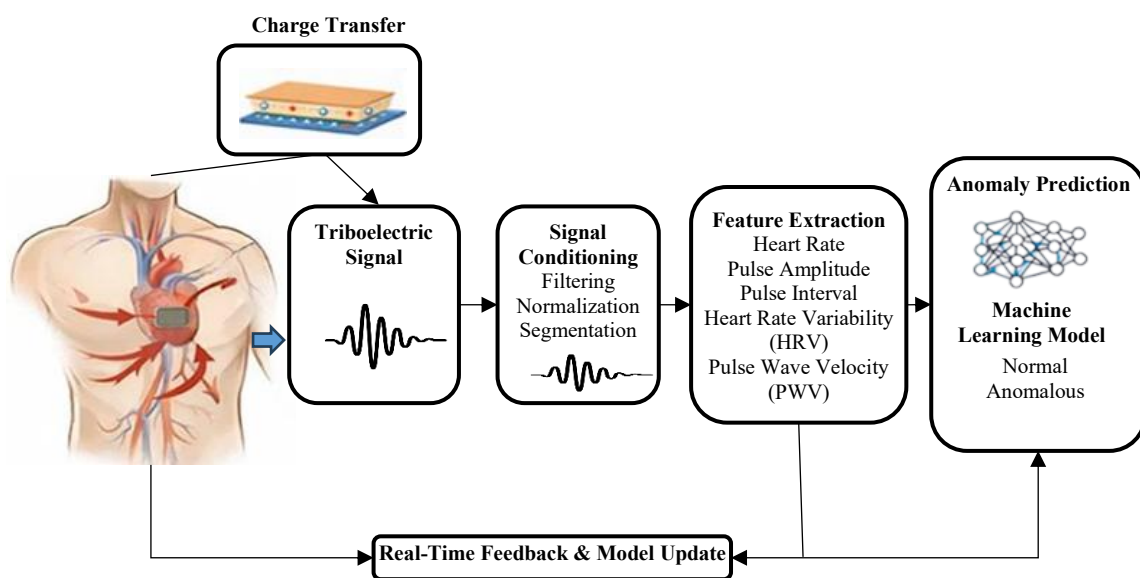 Charge Transfer
Triboelectric
Signal
Signal
Conditioning
Filtering
Normalization
Segmentation
Feature Extraction
Heart Rate
Pulse Amplitude
Pulse Interval
Heart Rate Variability
(HRV)
Pulse Wave Velocity
(PWV)
Anomaly Prediction
Machine
Learning Model
Normal
Anomalous
Real-Time Feedback & Model Update